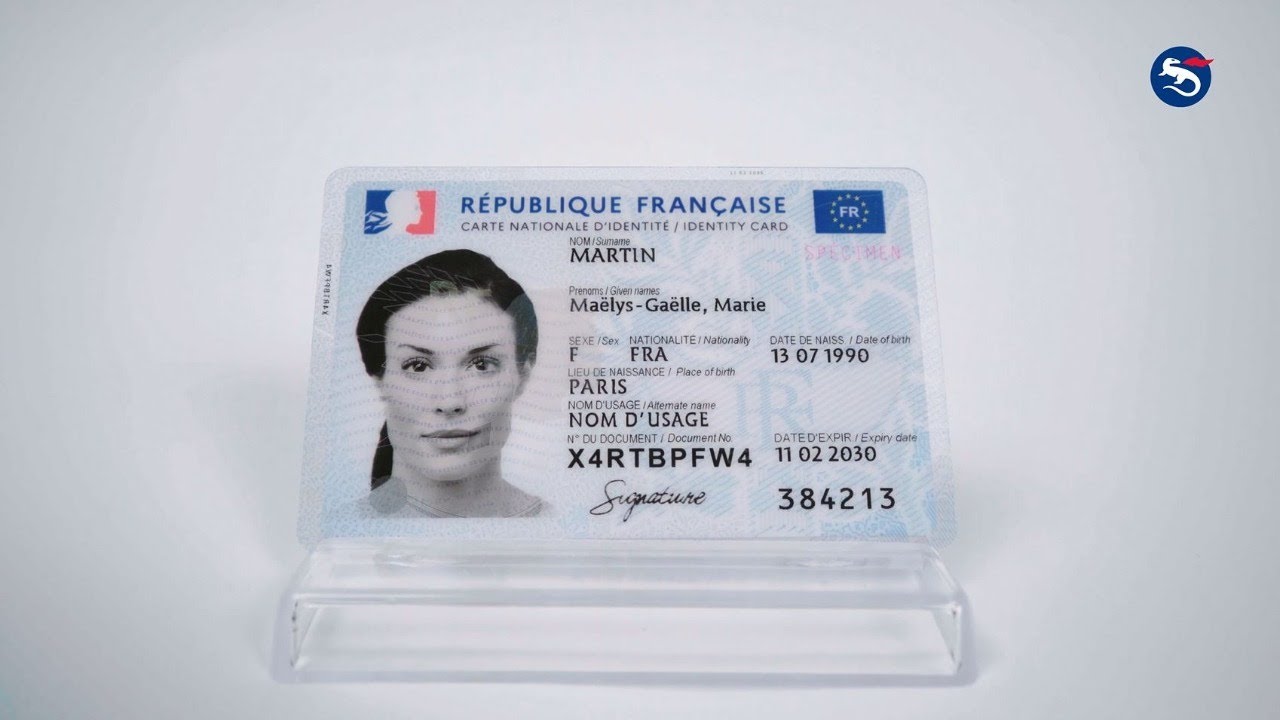 RÉPUBLIQUE FRANÇAISE
FR
CARTE NATIONALE D'IDENTITÉ / IDENTITY CARD
SPECIMEN
NOM / Surname
MARTIN
Prénoms / Given names
Maëlys-Gaëlle, Marie
SEXE / Sex NATIONALITÉ / Nationality DATE DE NAISS / Date of birth
F FRA 13 07 1990
LIEU DE NAISSANCE / Place of birth
PARIS
NOM D'USAGE / Alternate name
NOM D'USAGE
N° DU DOCUMENT / Document No. DATE D'EXPIR / Expiry date
X4RTBPFW4 11 02 2030
Signature 384213
RF